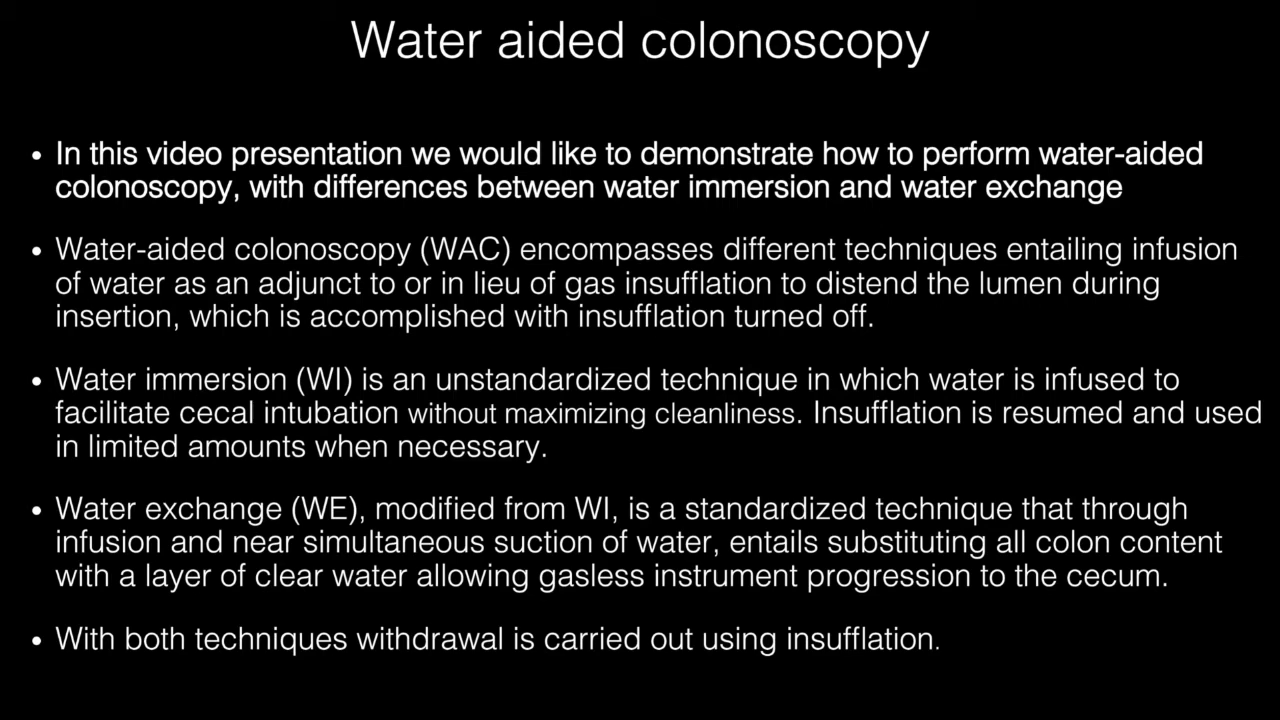 Water aided colonoscopy
• In this video presentation we would like to demonstrate how to perform water-aided
colonoscopy, with differences between water immersion and water exchange
• Water-aided colonoscopy (WAC) encompasses different techniques entailing infusion
of water as an adjunct to or in lieu of gas insufflation to distend the lumen during
insertion, which is accomplished with insufflation turned off.
• Water immersion (WI) is an unstandardized technique in which water is infused to
facilitate cecal intubation without maximizing cleanliness. Insufflation is resumed and used
in limited amounts when necessary.
• Water exchange (WE), modified from WI, is a standardized technique that through
infusion and near simultaneous suction of water, entails substituting all colon content
with a layer of clear water allowing gasless instrument progression to the cecum.
• With both techniques withdrawal is carried out using insufflation.